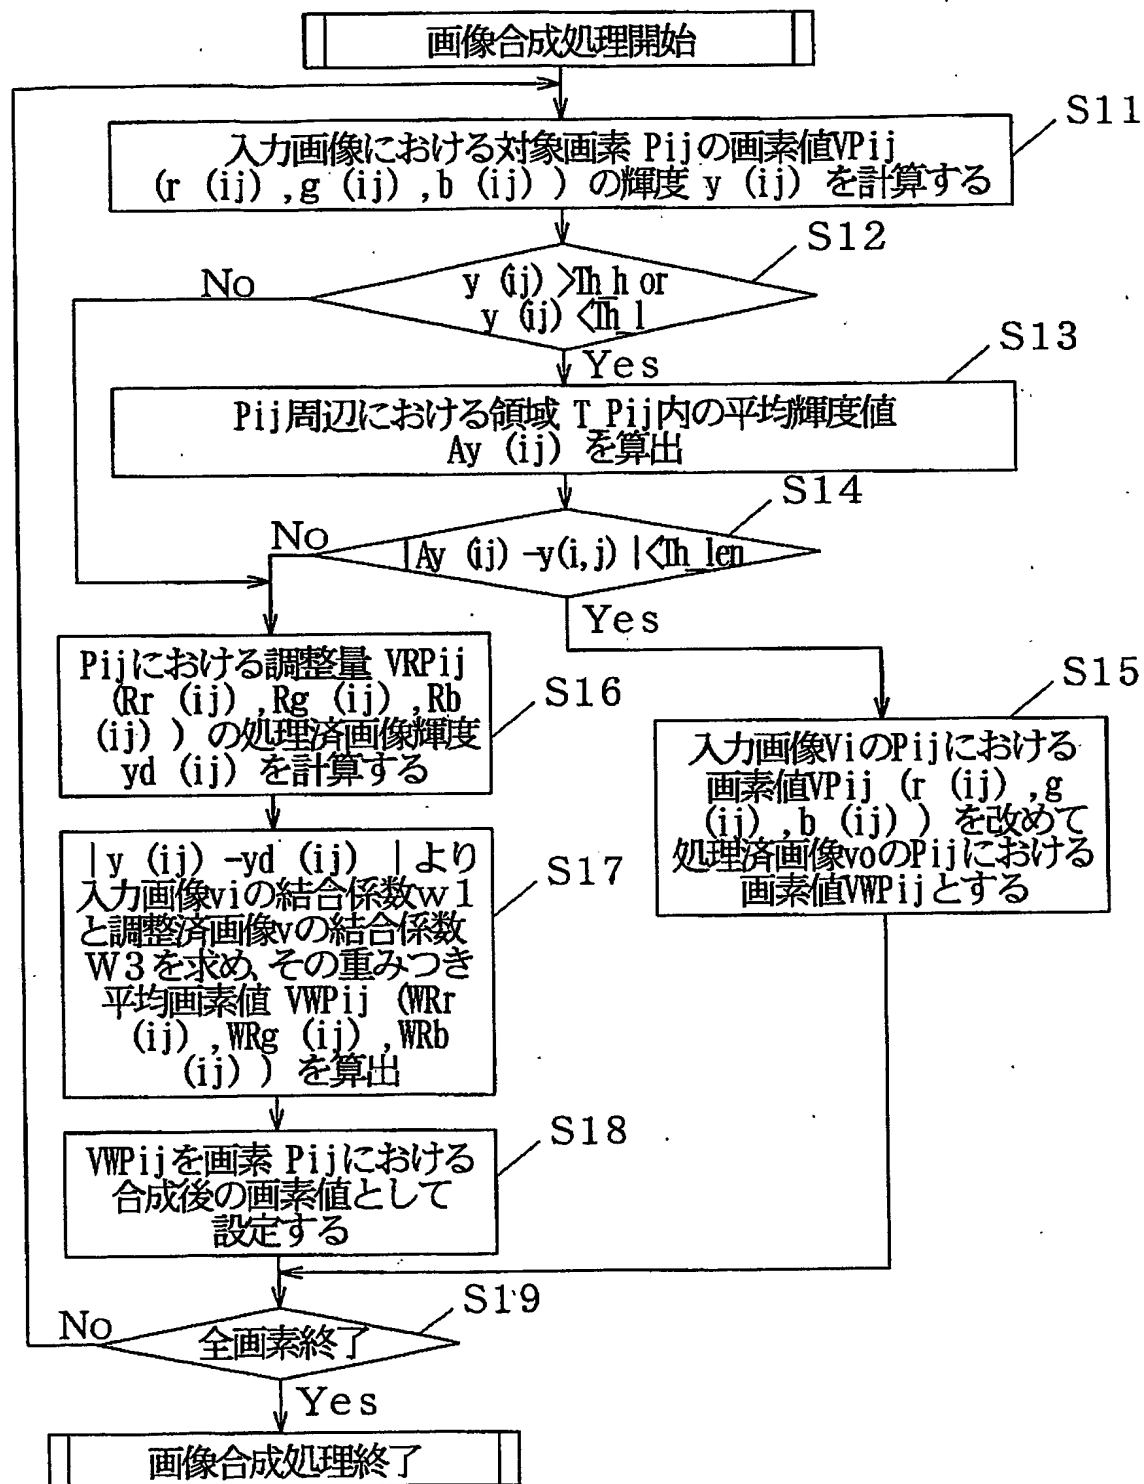 画像合成処理開始
S11
入力画像における対象画素 Pijの画素値VPij
(r (ij) ,g (ij) ,b (ij) ) の輝度 y (ij) を計算する
S12
No
y (ij) >Th_h or
y (ij) <Th_l
Yes
S13
Pij周辺における領域 T_Pij内の平均輝度値
Ay (ij) を算出
S14
No
|Ay (ij) -y(i,j) |<Th_len
Yes
Pijにおける調整量 VRPij
(Rr (ij) ,Rg (ij) ,Rb
(ij) ) の処理済画像輝度
yd (ij) を計算する
S16
S15
入力画像ViのPijにおける
画素値VPij (r (ij) ,g
(ij) ,b (ij) ) を改めて
処理済画像voのPijにおける
画素値VWPijとする
|y (ij) -yd (ij) |より
入力画像viの結合係数w1
と調整済画像vの結合係数
W3を求め、その重みつき
平均画素値 VWPij (WRr
(ij) ,WRg (ij) ,WRb
(ij) ) を算出
S17
VWPijを画素 Pijにおける
合成後の画素値として
設定する
S18
S19
No
全画素終了
Yes
画像合成処理終了